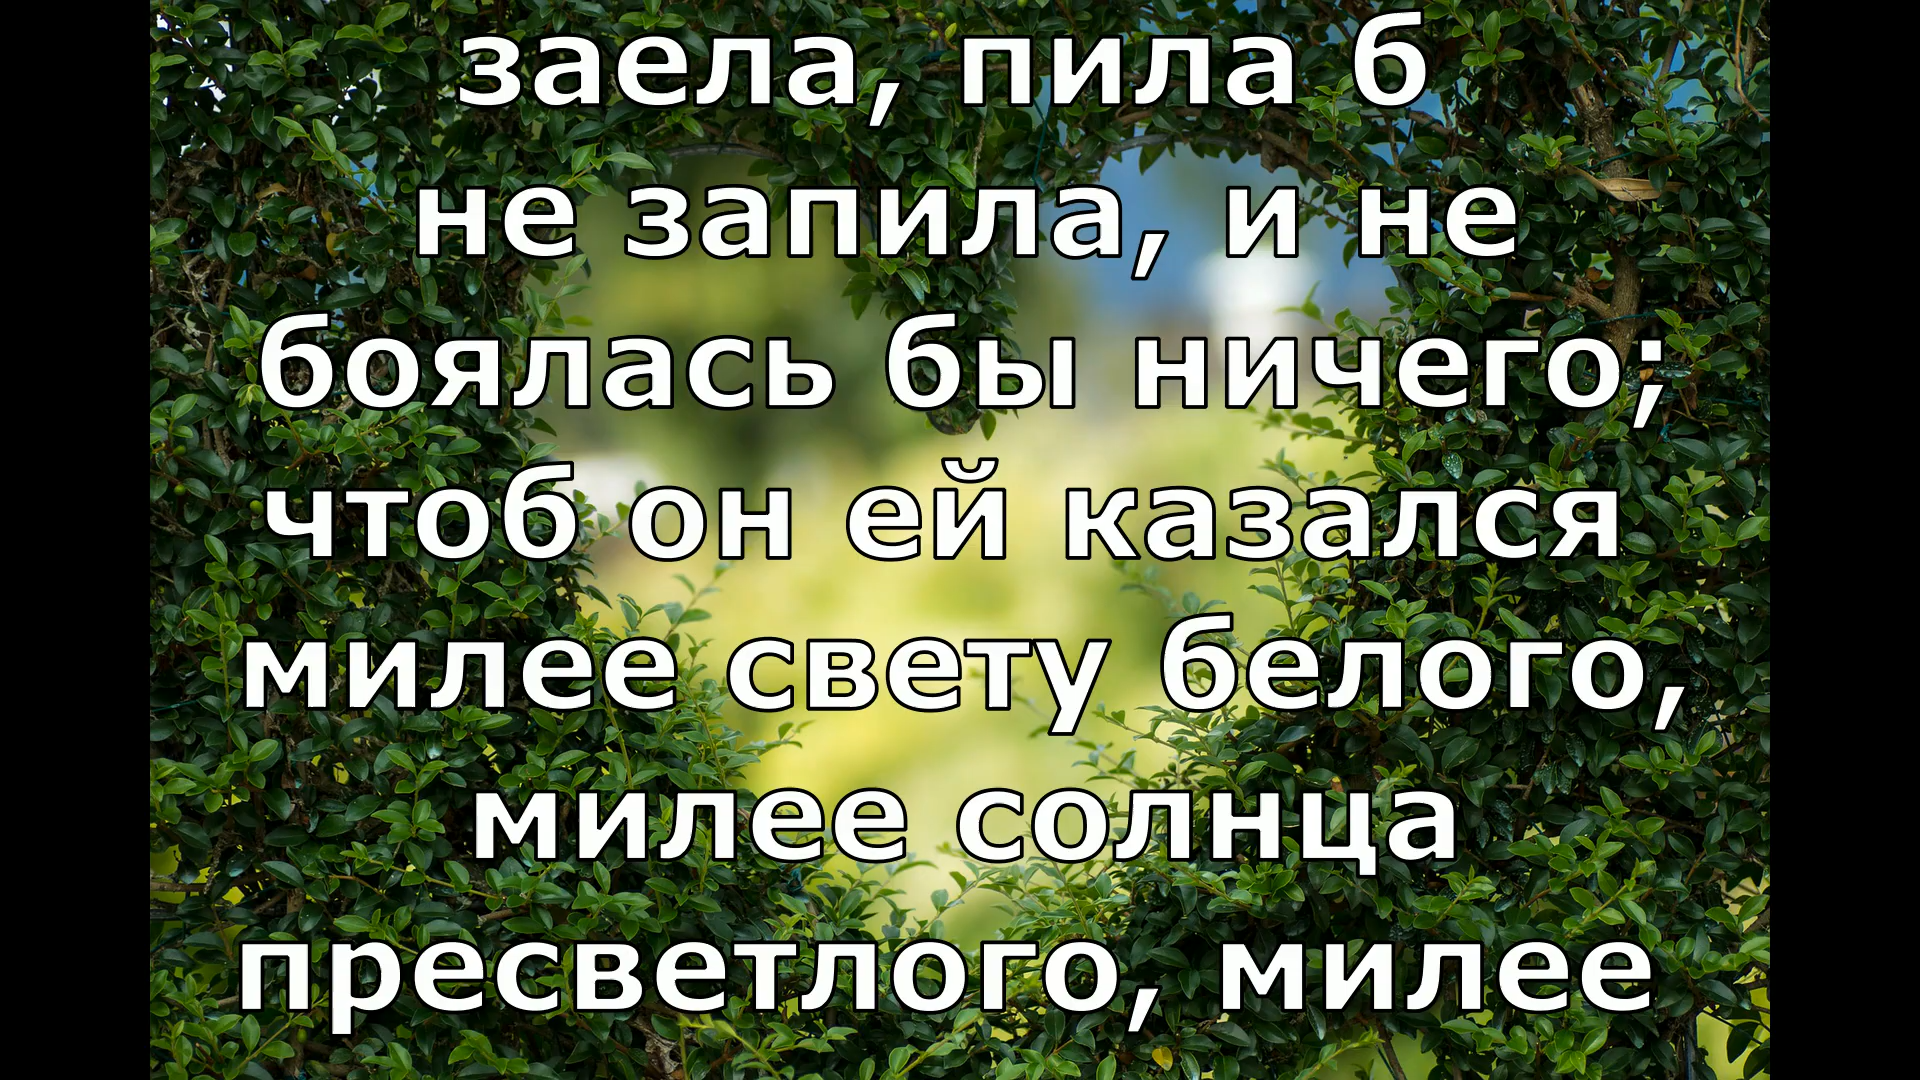 заела, пила б
не запила, и не
боялась бы ничего;
чтоб он ей казался
милее свету белого,
милее солнца
пресветлого, милее